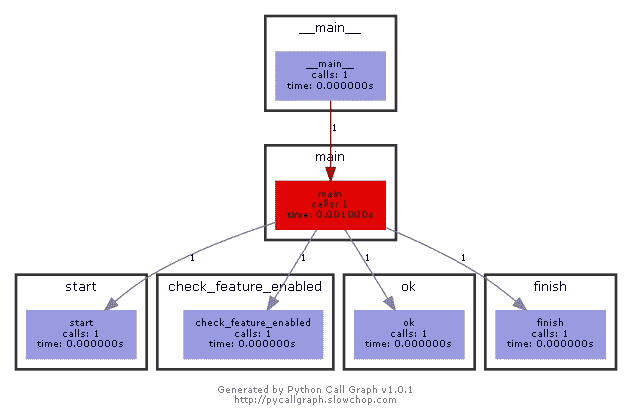 __main__
__main__
calls: 1
time: 0.000000s
1
main
main
calls: 1
time: 0.001000s
1
1
1
1
start
check_feature_enabled
ok
finish
start
calls: 1
time: 0.000000s
check_feature_enabled
calls: 1
time: 0.000000s
ok
calls: 1
time: 0.000000s
finish
calls: 1
time: 0.000000s
Generated by Python Call Graph v1.0.1
http://pycallgraph.slowchop.com